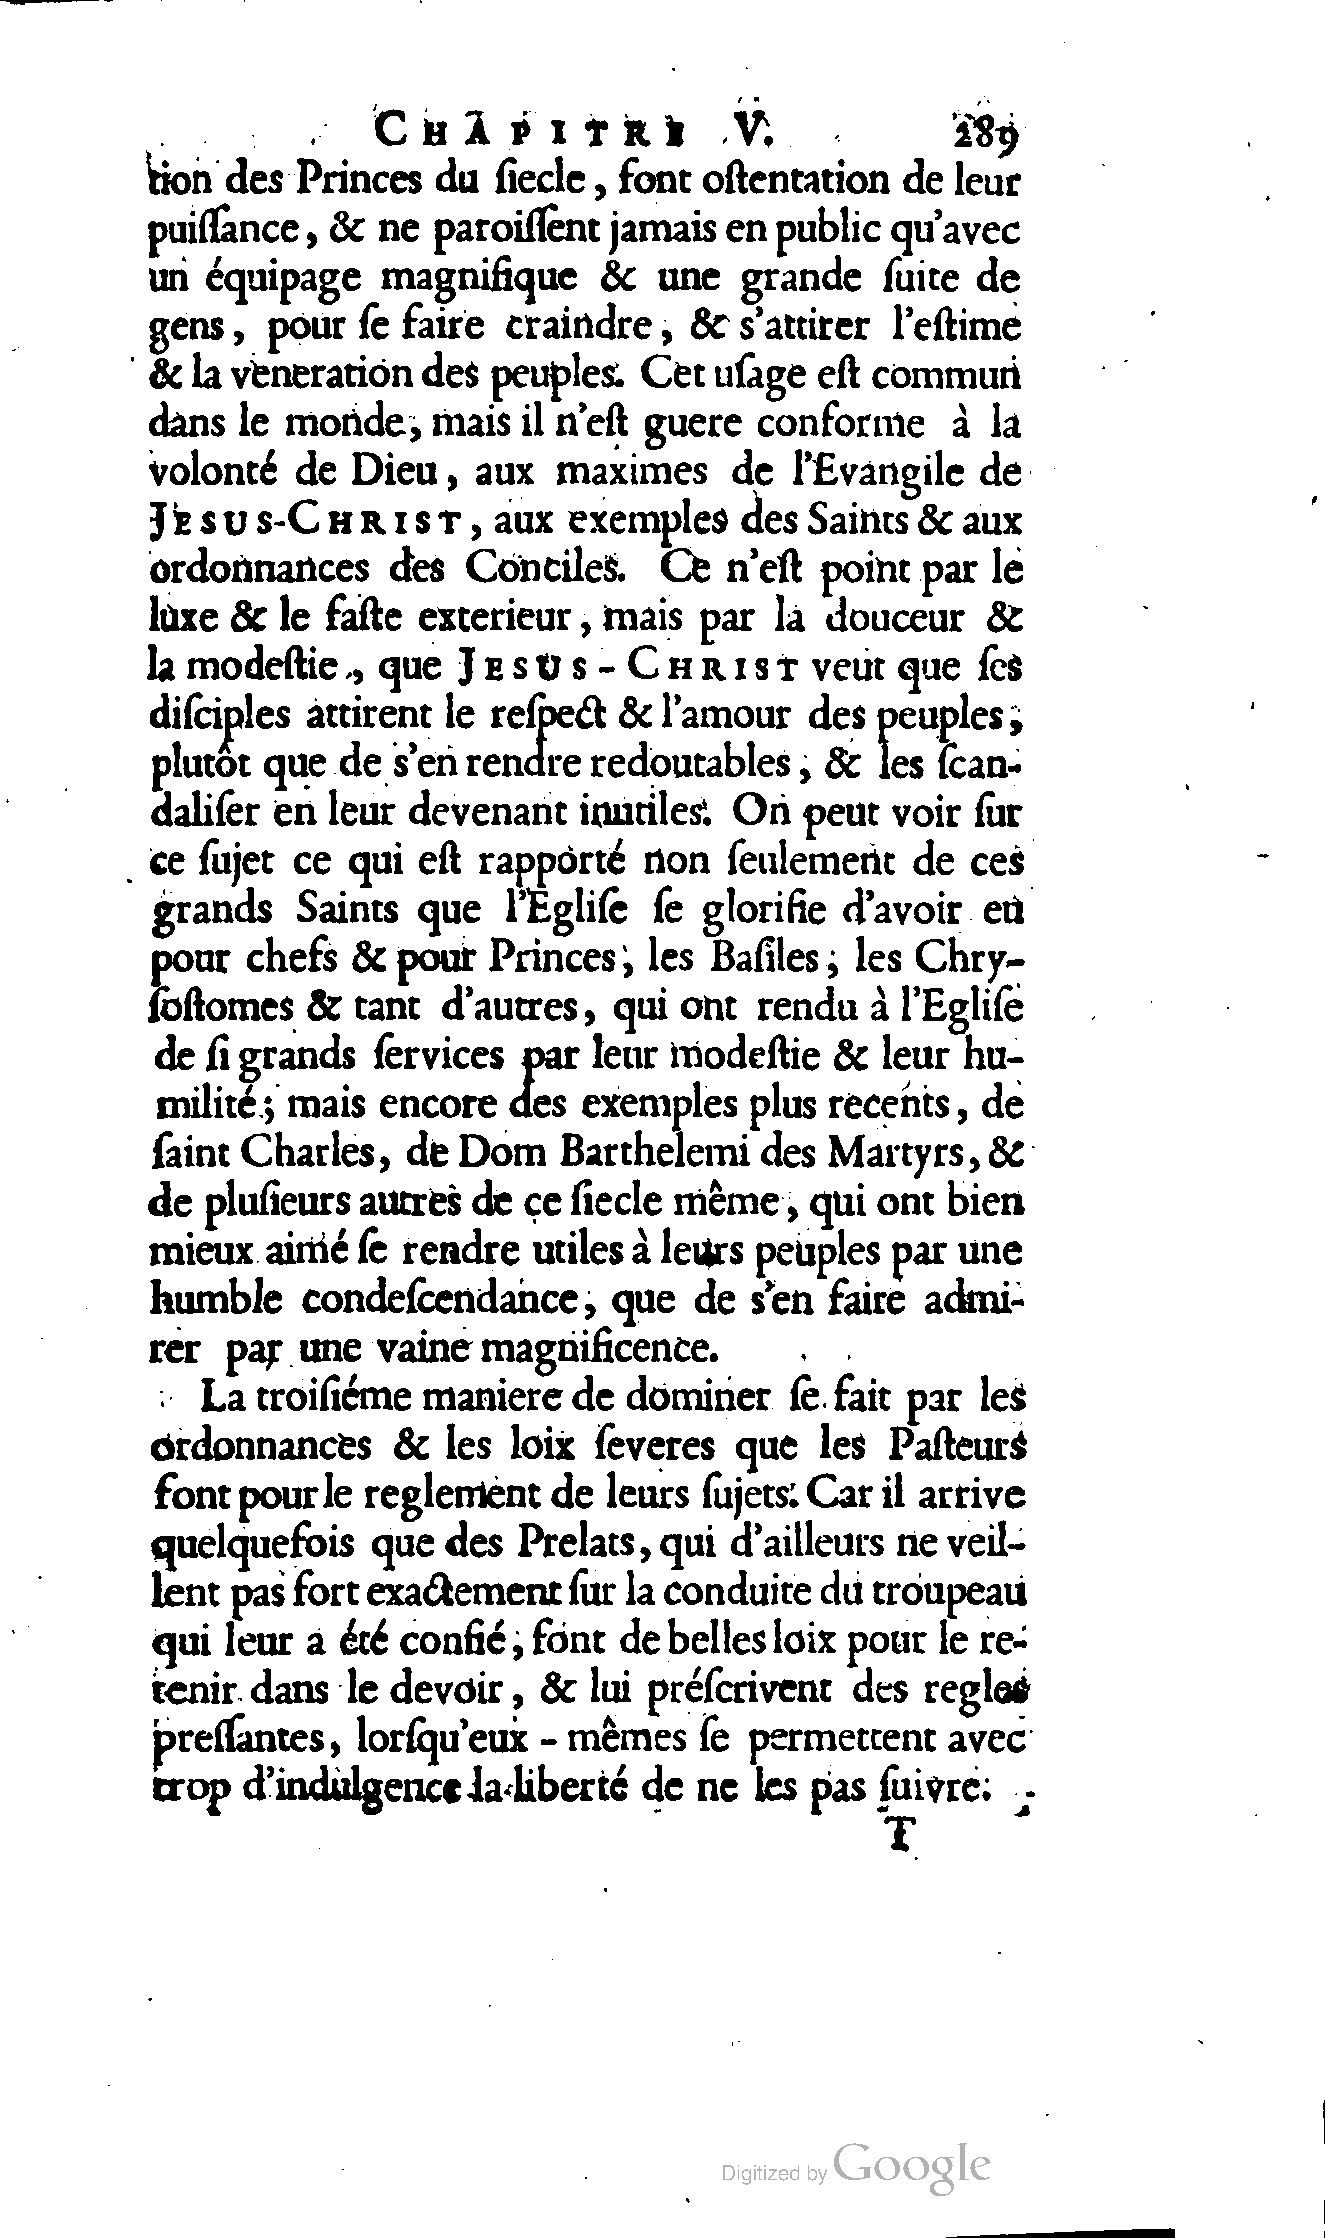 CHAPITRE V. 289
tion des Princes du ſiecle, font oſtentation de leur
puiſſance, & ne paroiſſent jamais en public qu'avec
un équipage magnifique & une grande ſuite de
gens, pour ſe faire craindre, & s'attirer l'eſtime
& la veneration des peuples. Cet uſage eſt commun
dans le monde, mais il n'eſt guere conforme à la
volonté de Dieu, aux maximes de l'Evangile de
JESUS-CHRIST, aux exemples des Saints & aux
ordonnances des Conciles. Ce n'eſt point par le
luxe & le faſte exterieur, mais par la douceur &
la modeſtie, que JESUS-CHRIST veut que ſes
diſciples attirent le reſpect & l'amour des peuples,
plutôt que de s'en rendre redoutables, & les ſcan-
daliſer en leur devenant inutiles. On peut voir ſur
ce ſujet ce qui eſt rapporté non ſeulement de ces
grands Saints que l'Egliſe ſe glorifie d'avoir eu
pour chefs & pour Princes, les Baſiles, les Chry-
ſoſtomes & tant d'autres, qui ont rendu à l'Egliſe
de ſi grands ſervices par leur modeſtie & leur hu-
milité; mais encore des exemples plus recents, de
ſaint Charles, de Dom Barthelemi des Martyrs, &
de pluſieurs autres de ce ſiecle même, qui ont bien
mieux aimé ſe rendre utiles à leurs peuples par une
humble condeſcendance, que de s'en faire admi-
rer par une vaine magnificence.
La troiſiéme maniere de dominer ſe fait par les
ordonnances & les loix ſeveres que les Paſteurs
font pour le reglement de leurs ſujets. Car il arrive
quelquefois que des Prelats, qui d'ailleurs ne veil-
lent pas fort exactement ſur la conduite du troupeau
qui leur a été confié, font de belles loix pour le re-
tenir dans le devoir, & lui préſcrivent des regles
preſſantes, lorſqu'eux-mêmes ſe permettent avec
trop d'indulgence la liberté de ne les pas ſuivre.
T
Digitized by Google